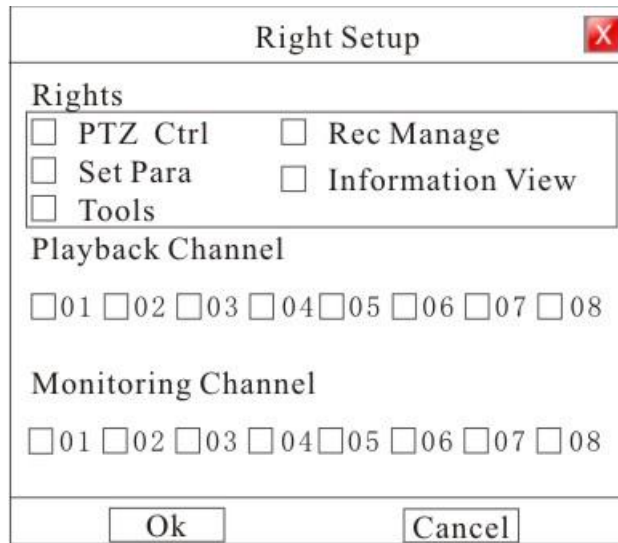 Right Setup X
Rights
PTZ Ctrl Rec Manage
Set Para Information View
Tools
Playback Channel
01 02 03 04 05 06 07 08
Monitoring Channel
01 02 03 04 05 06 07 08
Ok Cancel